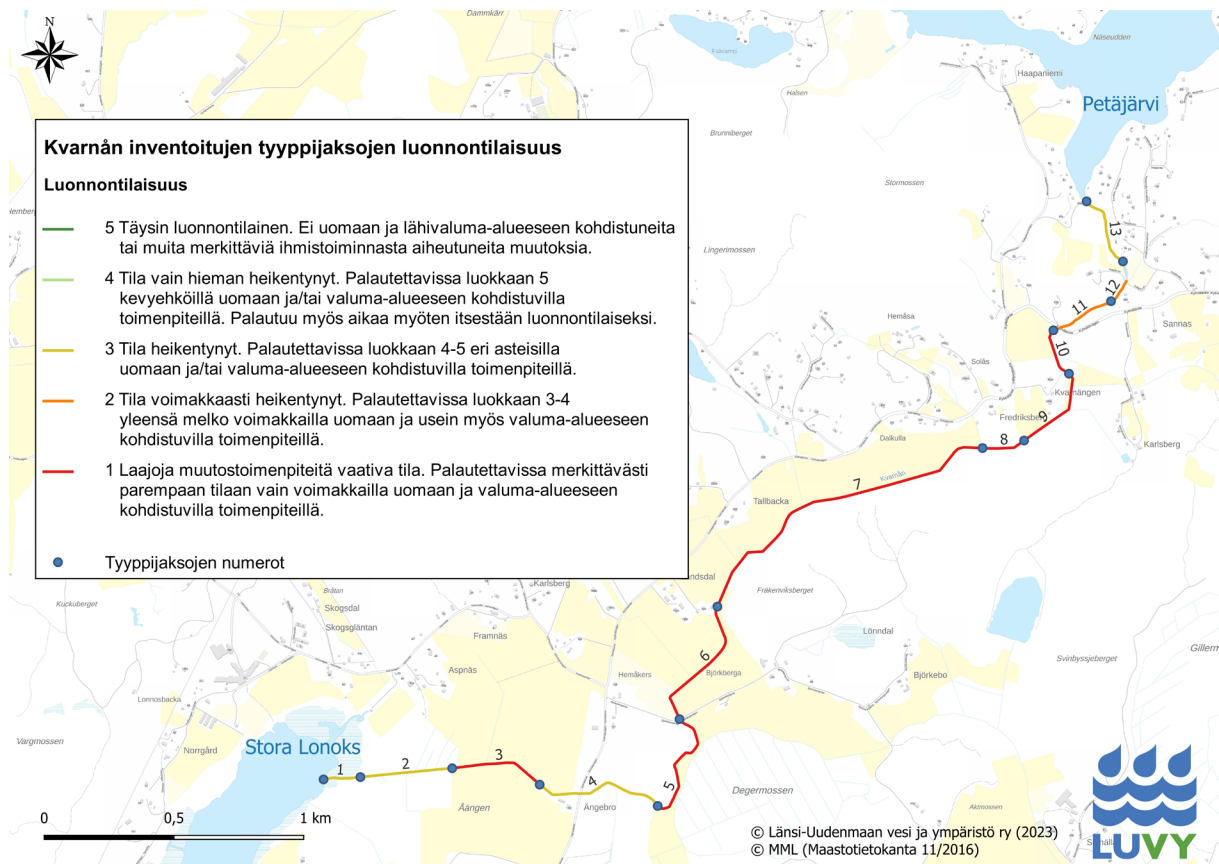 N
Dammkärr
Näseudden
Haapaniemi
Petäjärvi
Halsen
Brunniberget
Stormossen
Lingerimossen
Kvarnån inventoitujen tyyppijaksojen luonnontilaisuus
Luonnontilaisuus
5 Täysin luonnontilainen. Ei uomaan ja lähivaluma-alueeseen kohdistuneita
tai muita merkittäviä ihmistoiminnasta aiheutuneita muutoksia.
4 Tila vain hieman heikentynyt. Palautettavissa luokkaan 5
kevyehköillä uomaan ja/tai valuma-alueeseen kohdistuvilla
toimenpiteillä. Palautuu myös aikaa myöten itsestään luonnontilaiseksi.
3 Tila heikentynyt. Palautettavissa luokkaan 4-5 eri asteisilla
uomaan ja/tai valuma-alueeseen kohdistuvilla toimenpiteillä.
2 Tila voimakkaasti heikentynyt. Palautettavissa luokkaan 3-4
yleensä melko voimakkailla uomaan ja usein myös valuma-alueeseen
kohdistuvilla toimenpiteillä.
1 Laajoja muutostoimenpiteitä vaativa tila. Palautettavissa merkittävästi
parempaan tilaan vain voimakkailla uomaan ja valuma-alueeseen
kohdistuvilla toimenpiteillä.
Tyyppijaksojen numerot
13
12
11
10
Hemåsa
Sannas
Solås
Kvarnängen
Fredriksberg
9
8
Karlsberg
Dalkulla
7
Kvarnån
Tallbacka
ndsdal
Fräkenviksberget
Karlsberg
Kuckuberget
Bråtan
Skogsdal
Skogsgläntan
Framnäs
Aspnäs
Hemåkers
6
Björkberga
Lönndal
Björkebo
Svinbyssjeberget
Gillerm
Lonnosbacka
Norrgård
Vargmossen
Stora Lonoks
1
2
3
4
5
Åängen
Ängebro
Degermossen
Aktmossen
0
0,5
1 km
© Länsi-Uudenmaan vesi ja ympäristö ry (2023)
© MML (Maastotietokanta 11/2016)
LUVY